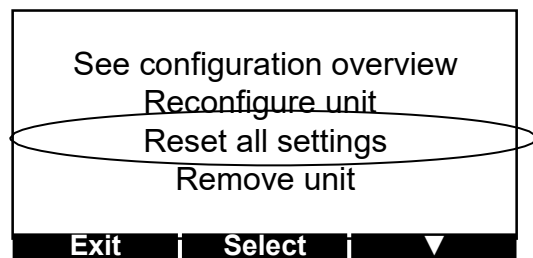 See configuration overview
Reconfigure unit
Reset all settings
Remove unit
Exit Select ▼